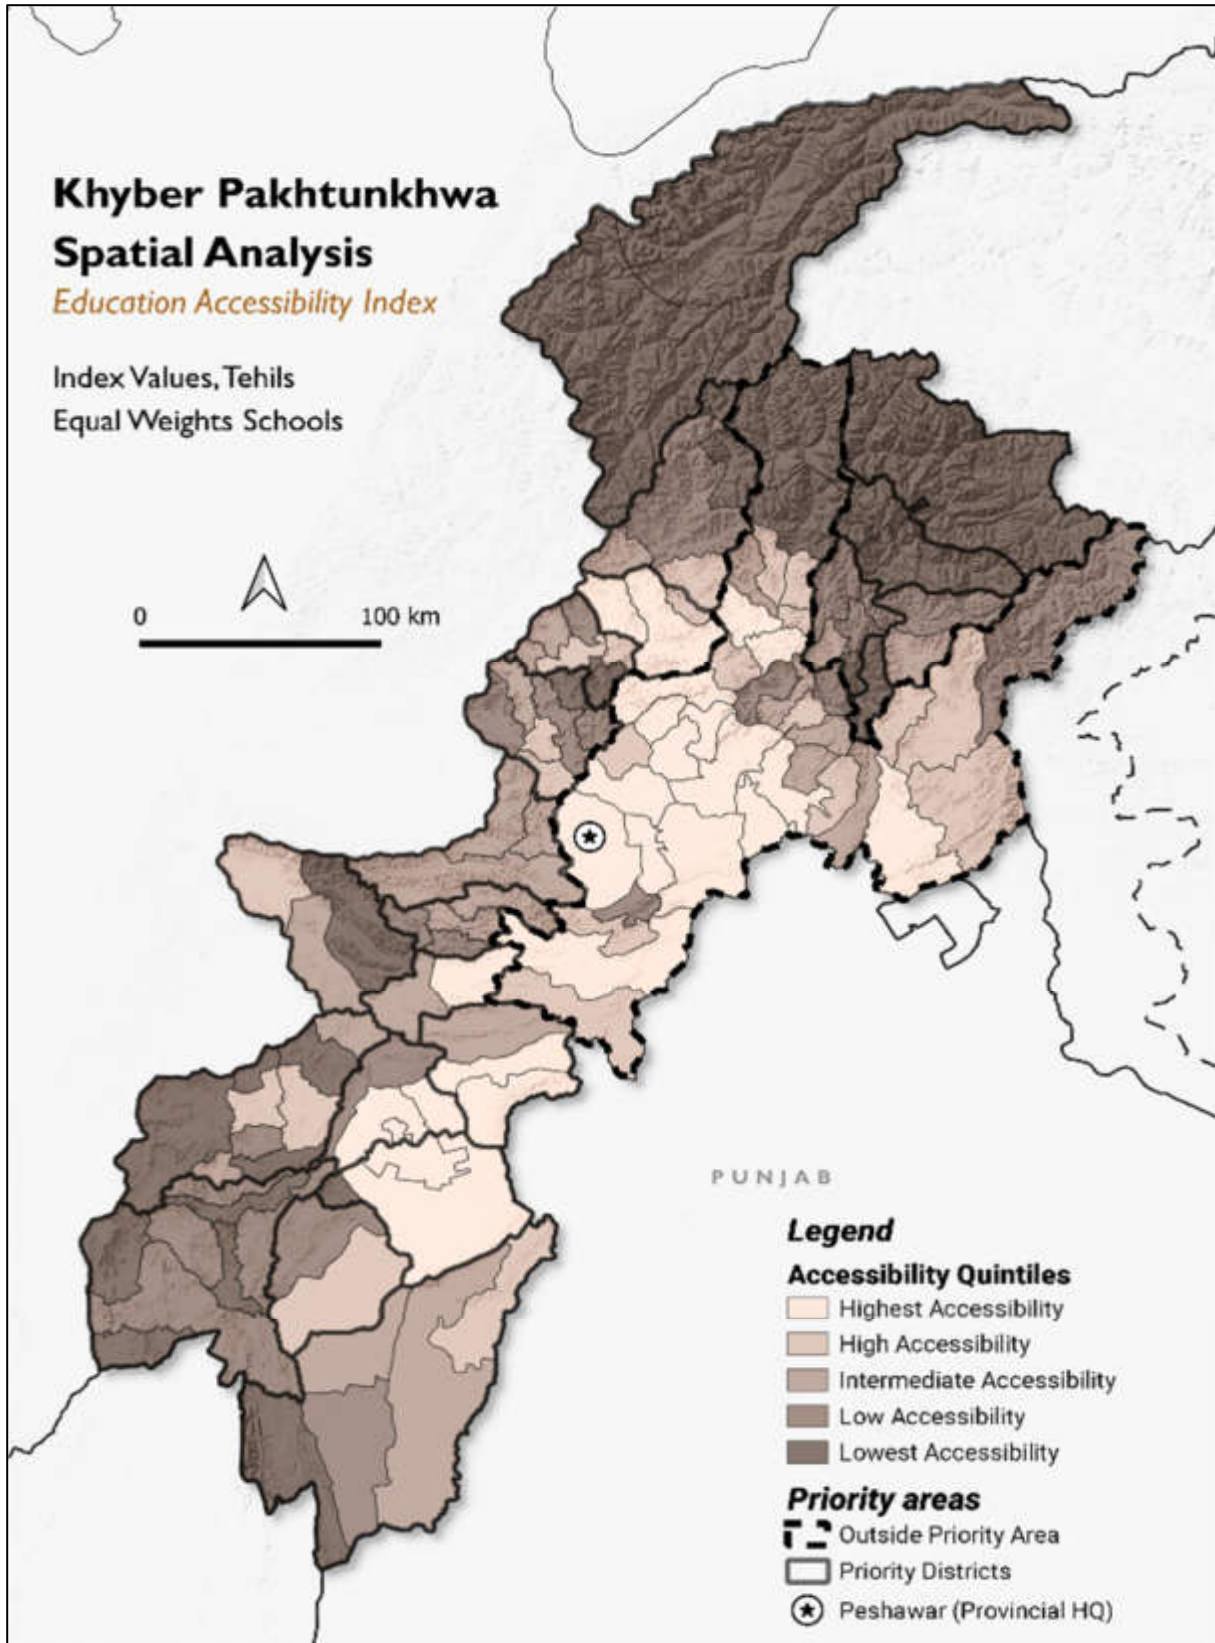 Khyber Pakhtunkhwa
Spatial Analysis
Education Accessibility Index
Index Values, Tehils
Equal Weights Schools
0 100 km
PUNJAB
Legend
Accessibility Quintiles
Highest Accessibility
High Accessibility
Intermediate Accessibility
Low Accessibility
Lowest Accessibility
Priority areas
Outside Priority Area
Priority Districts
Peshawar (Provincial HQ)